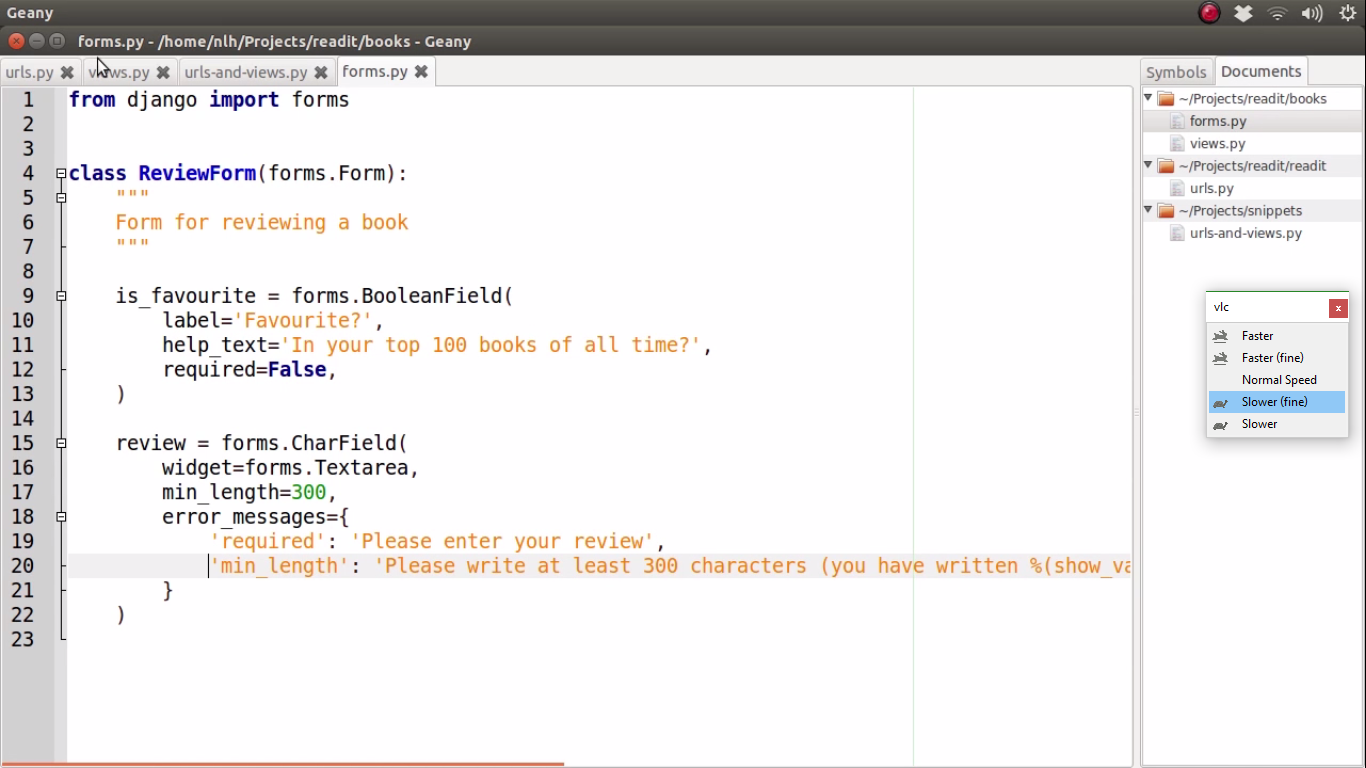 Geany
forms.py - /home/nlh/Projects/readit/books - Geany
urls.py views.py urls-and-views.py forms.py
Symbols Documents
1 from django import forms
2
3
4 class ReviewForm(forms.Form):
5 """
6 Form for reviewing a book
7 """
8
9 is_favourite = forms.BooleanField(
10 label='Favourite?',
11 help_text='In your top 100 books of all time?',
12 required=False,
13 )
14
15 review = forms.CharField(
16 widget=forms.Textarea,
17 min_length=300,
18 error_messages={
19 'required': 'Please enter your review',
20 'min_length': 'Please write at least 300 characters (you have written %(show_va
21 }
22 )
23
~/Projects/readit/books
forms.py
views.py
~/Projects/readit/readit
urls.py
~/Projects/snippets
urls-and-views.py
vlc x
Faster
Faster (fine)
Normal Speed
Slower (fine)
Slower